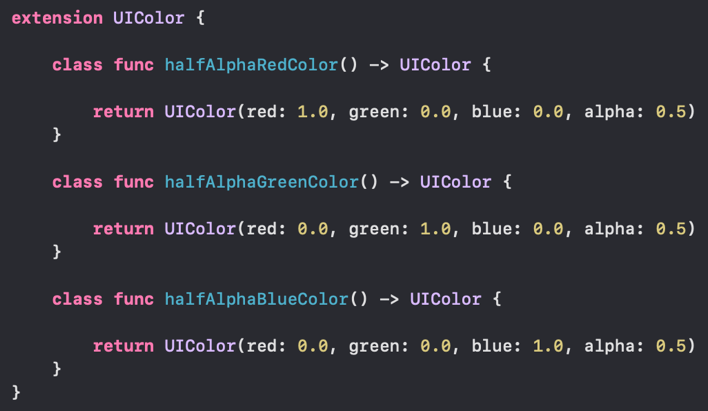 extension UIColor {
    class func halfAlphaRedColor() -> UIColor {
        return UIColor(red: 1.0, green: 0.0, blue: 0.0, alpha: 0.5)
    }
    class func halfAlphaGreenColor() -> UIColor {
        return UIColor(red: 0.0, green: 1.0, blue: 0.0, alpha: 0.5)
    }
    class func halfAlphaBlueColor() -> UIColor {
        return UIColor(red: 0.0, green: 0.0, blue: 1.0, alpha: 0.5)
    }
}